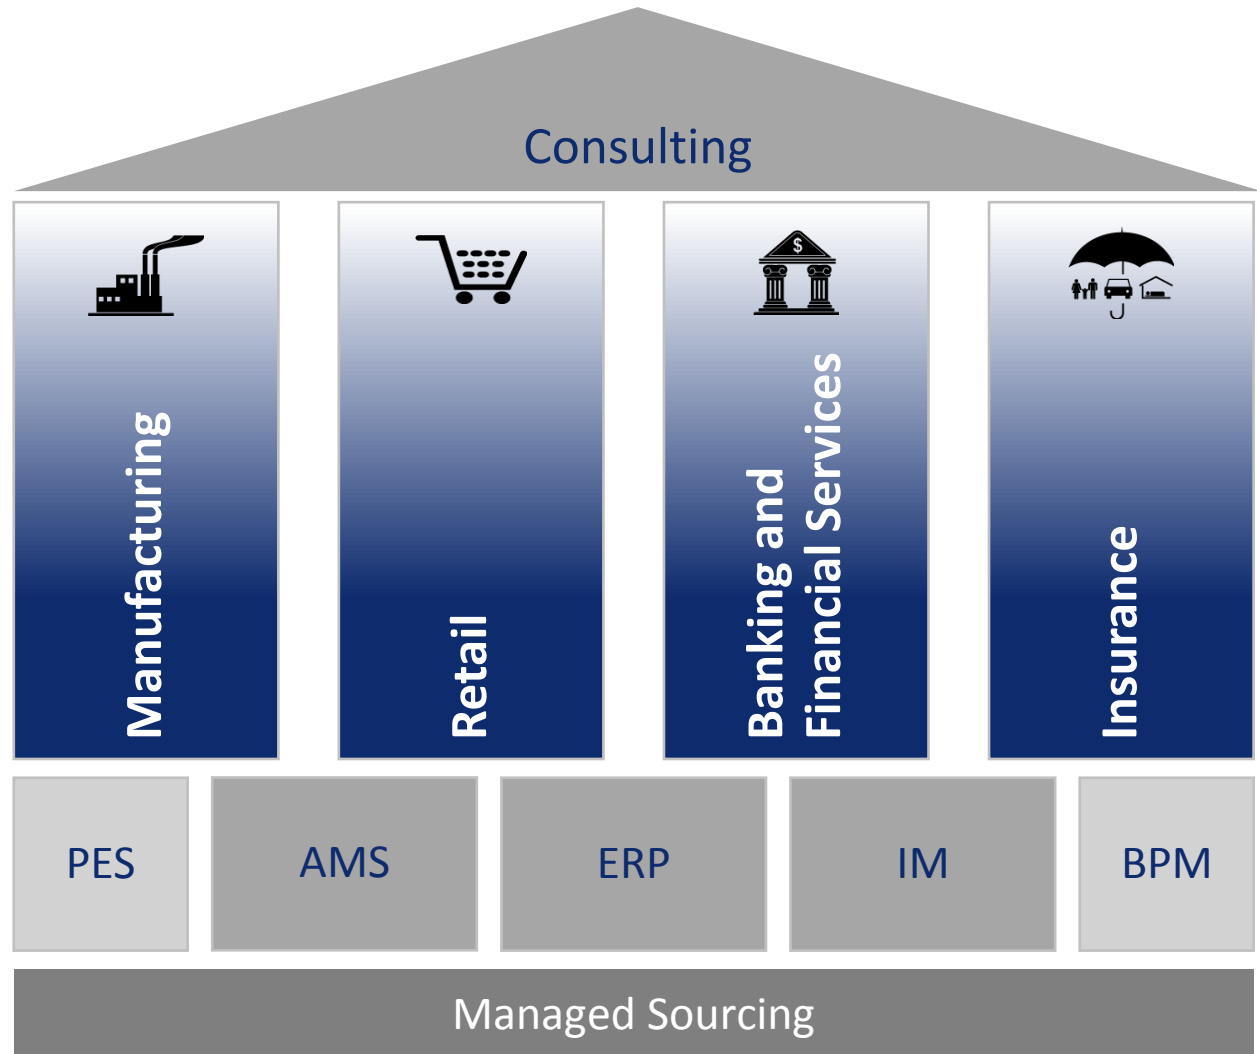 Consulting
$
Manufacturing
Retail
Banking and
Financial Services
Insurance
PES
AMS
ERP
IM
BPM
Managed Sourcing